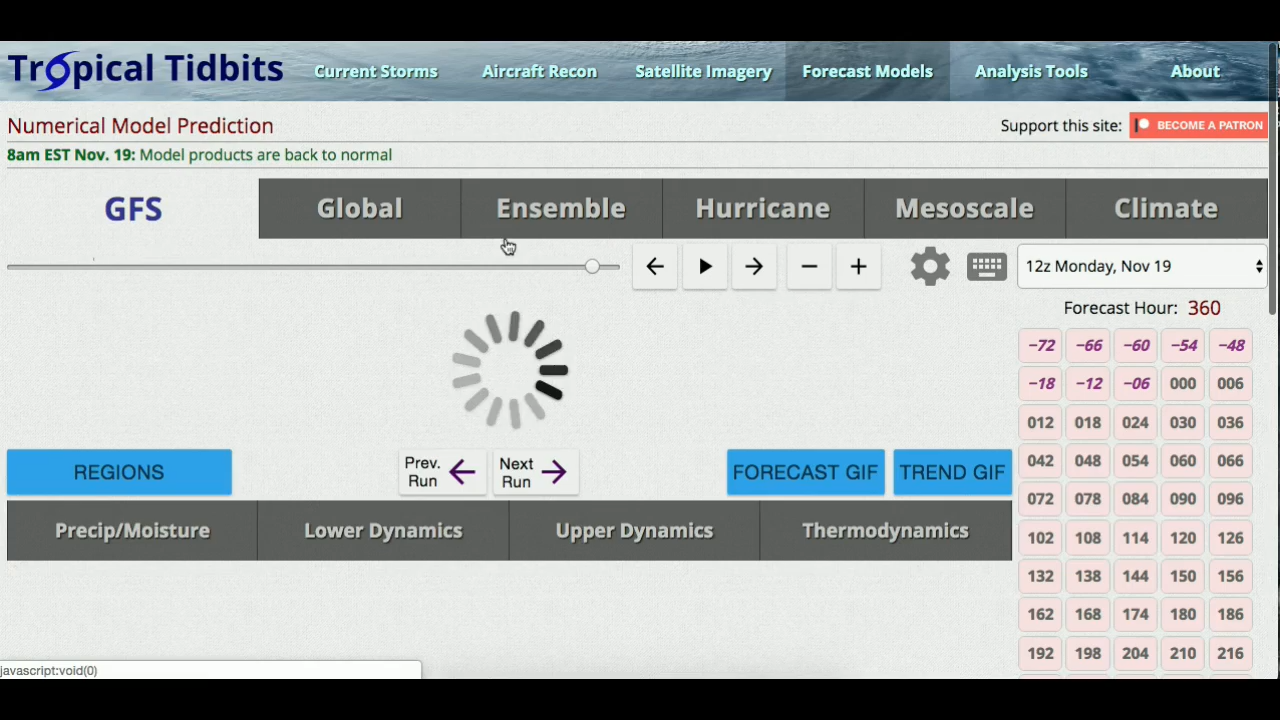 Tropical Tidbits
Current Storms Aircraft Recon Satellite Imagery Forecast Models Analysis Tools About
Numerical Model Prediction
Support this site: BECOME A PATRON
8am EST Nov. 19: Model products are back to normal
GFS Global Ensemble Hurricane Mesoscale Climate
12z Monday, Nov 19
Forecast Hour: 360
−72 −66 −60 −54 −48
−18 −12 −06 000 006
012 018 024 030 036
042 048 054 060 066
072 078 084 090 096
102 108 114 120 126
132 138 144 150 156
162 168 174 180 186
192 198 204 210 216
REGIONS
Prev. Run
Next Run
FORECAST GIF TREND GIF
Precip/Moisture Lower Dynamics Upper Dynamics Thermodynamics
javascript:void(0)